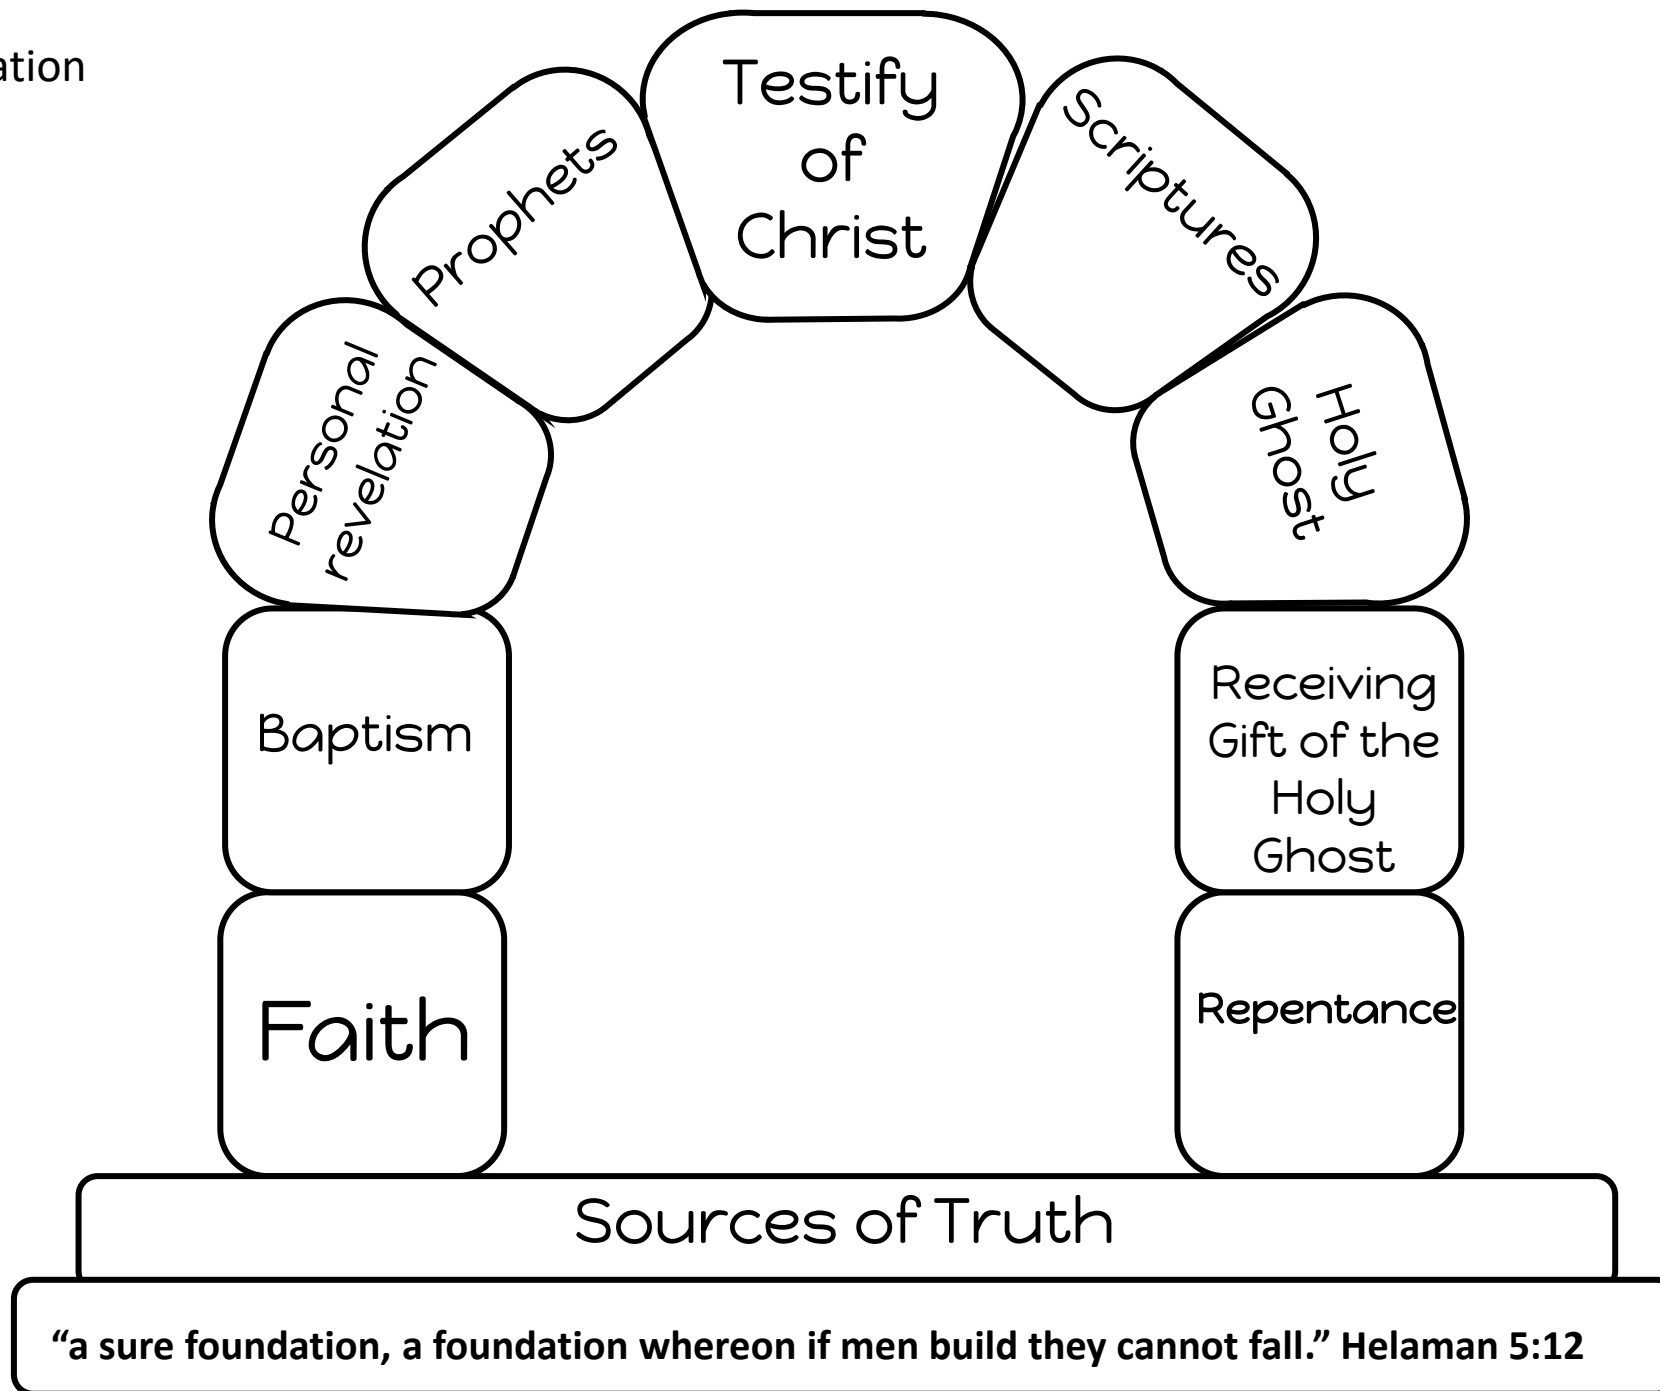 ation
Testify
of
Christ
Prophets
Scriptures
Personal
revelation
Holy
Ghost
Baptism
Receiving
Gift of the
Holy
Ghost
Faith
Repentance
Sources of Truth
“a sure foundation, a foundation whereon if men build they cannot fall.” Helaman 5:12